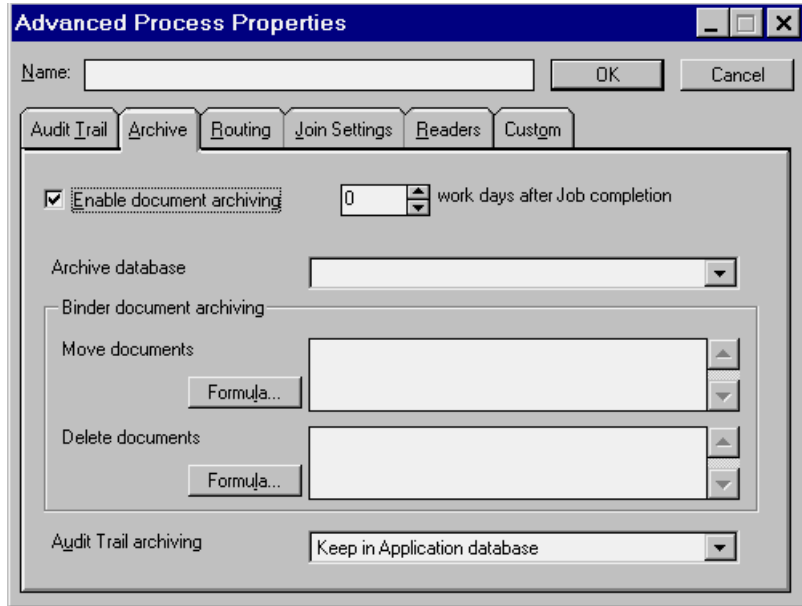 Advanced Process Properties
Name: OK Cancel
Audit Trail Archive Routing Join Settings Readers Custom
Enable document archiving 0 work days after Job completion
Archive database
Binder document archiving
Move documents
Formula...
Delete documents
Formula...
Audit Trail archiving Keep in Application database